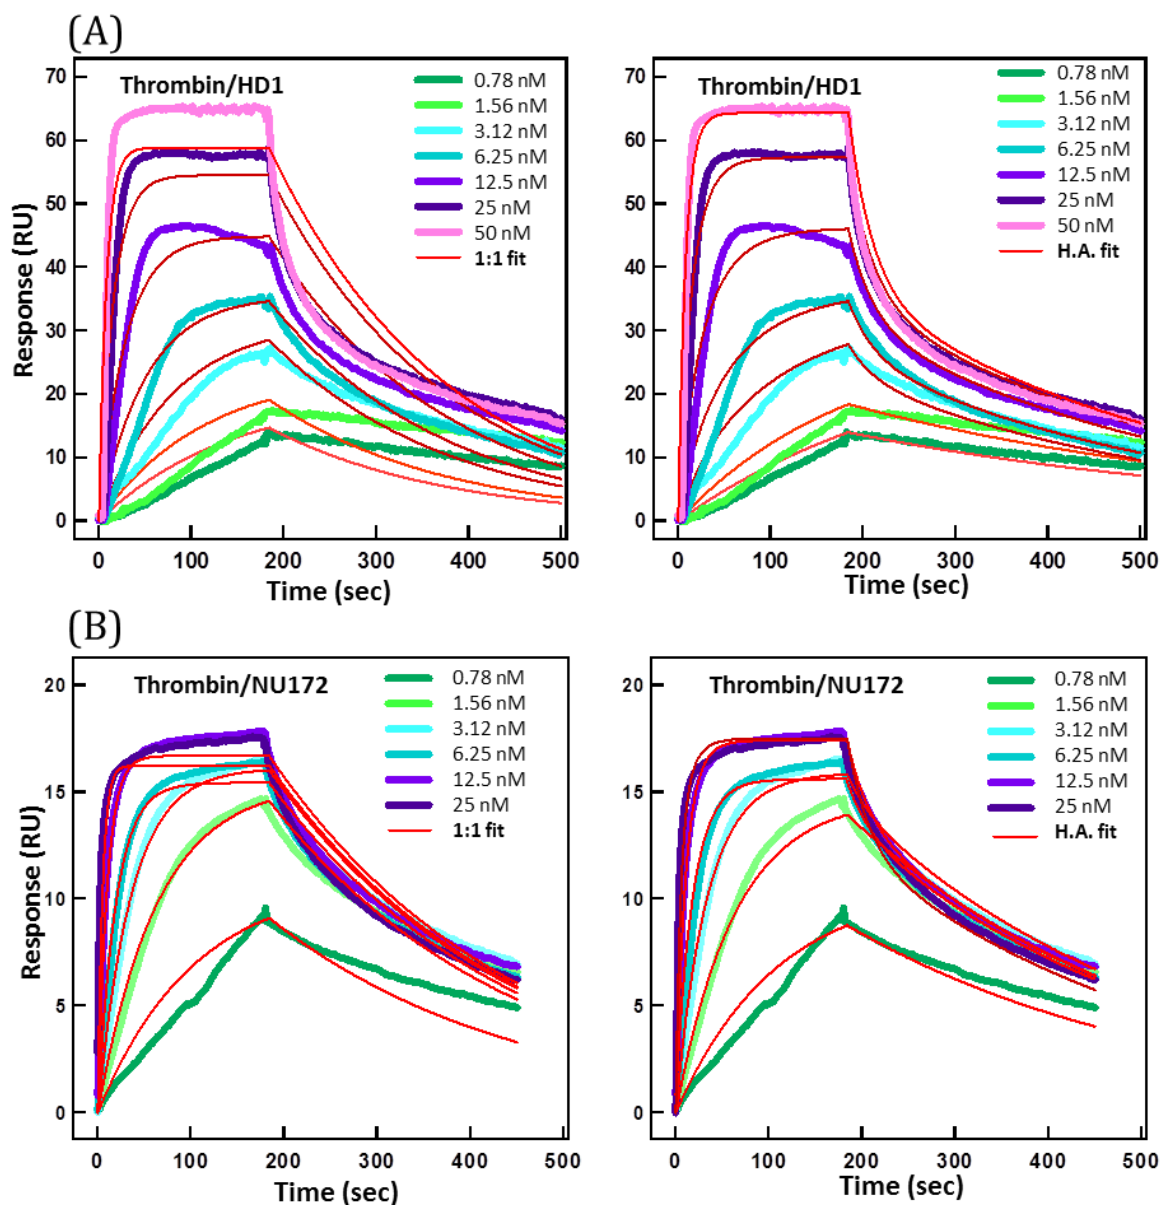 (A)
Thrombin/HD1
0.78 nM
1.56 nM
3.12 nM
6.25 nM
12.5 nM
25 nM
50 nM
1:1 fit
70
60
50
40
30
20
10
0
Response (RU)
0 100 200 300 400 500
Time (sec)
Thrombin/HD1
0.78 nM
1.56 nM
3.12 nM
6.25 nM
12.5 nM
25 nM
50 nM
H.A. fit
70
60
50
40
30
20
10
0
0 100 200 300 400 500
Time (sec)
(B)
Thrombin/NU172
0.78 nM
1.56 nM
3.12 nM
6.25 nM
12.5 nM
25 nM
1:1 fit
20
15
10
5
0
Response (RU)
0 100 200 300 400 500
Time (sec)
Thrombin/NU172
0.78 nM
1.56 nM
3.12 nM
6.25 nM
12.5 nM
25 nM
H.A. fit
20
15
10
5
0
0 100 200 300 400 500
Time (sec)